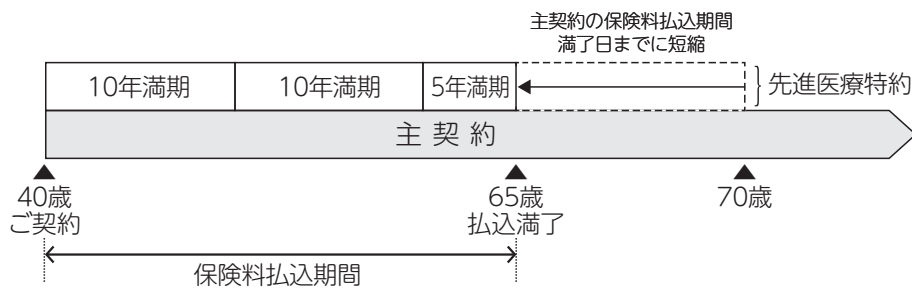 主契約の保険料払込期間
満了日までに短縮
10年満期
10年満期
5年満期
先進医療特約
主契約
40歳
ご契約
65歳
払込満了
70歳
保険料払込期間